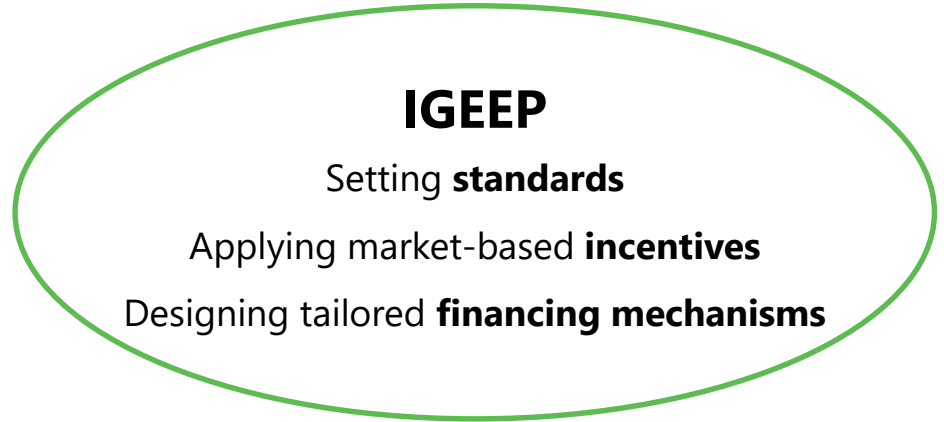 IGEEP
Setting standards
Applying market-based incentives
Designing tailored financing mechanisms